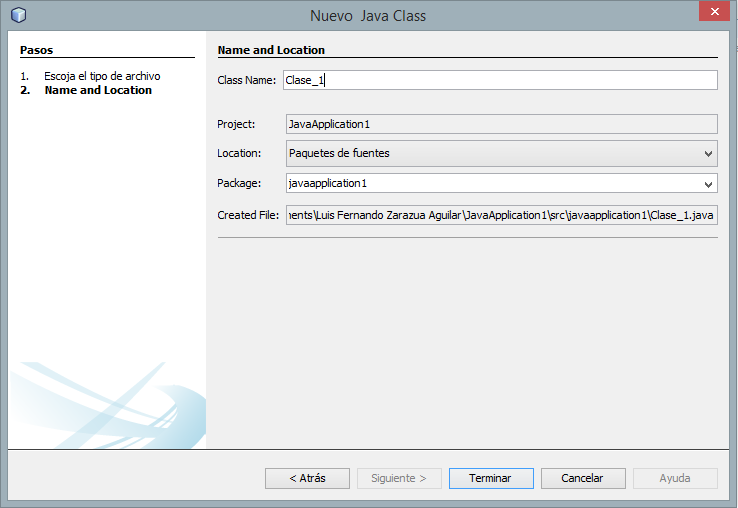 Nuevo  Java Class
Pasos
1. Escoja el tipo de archivo
2. Name and Location
Name and Location
Class Name: Clase_1
Project: JavaApplication1
Location: Paquetes de fuentes
Package: javaapplication1
Created File: nents\Luis Fernando Zarazua Aguilar\JavaApplication1\src\javaapplication1\Clase_1.java
< Atrás Siguiente > Terminar Cancelar Ayuda